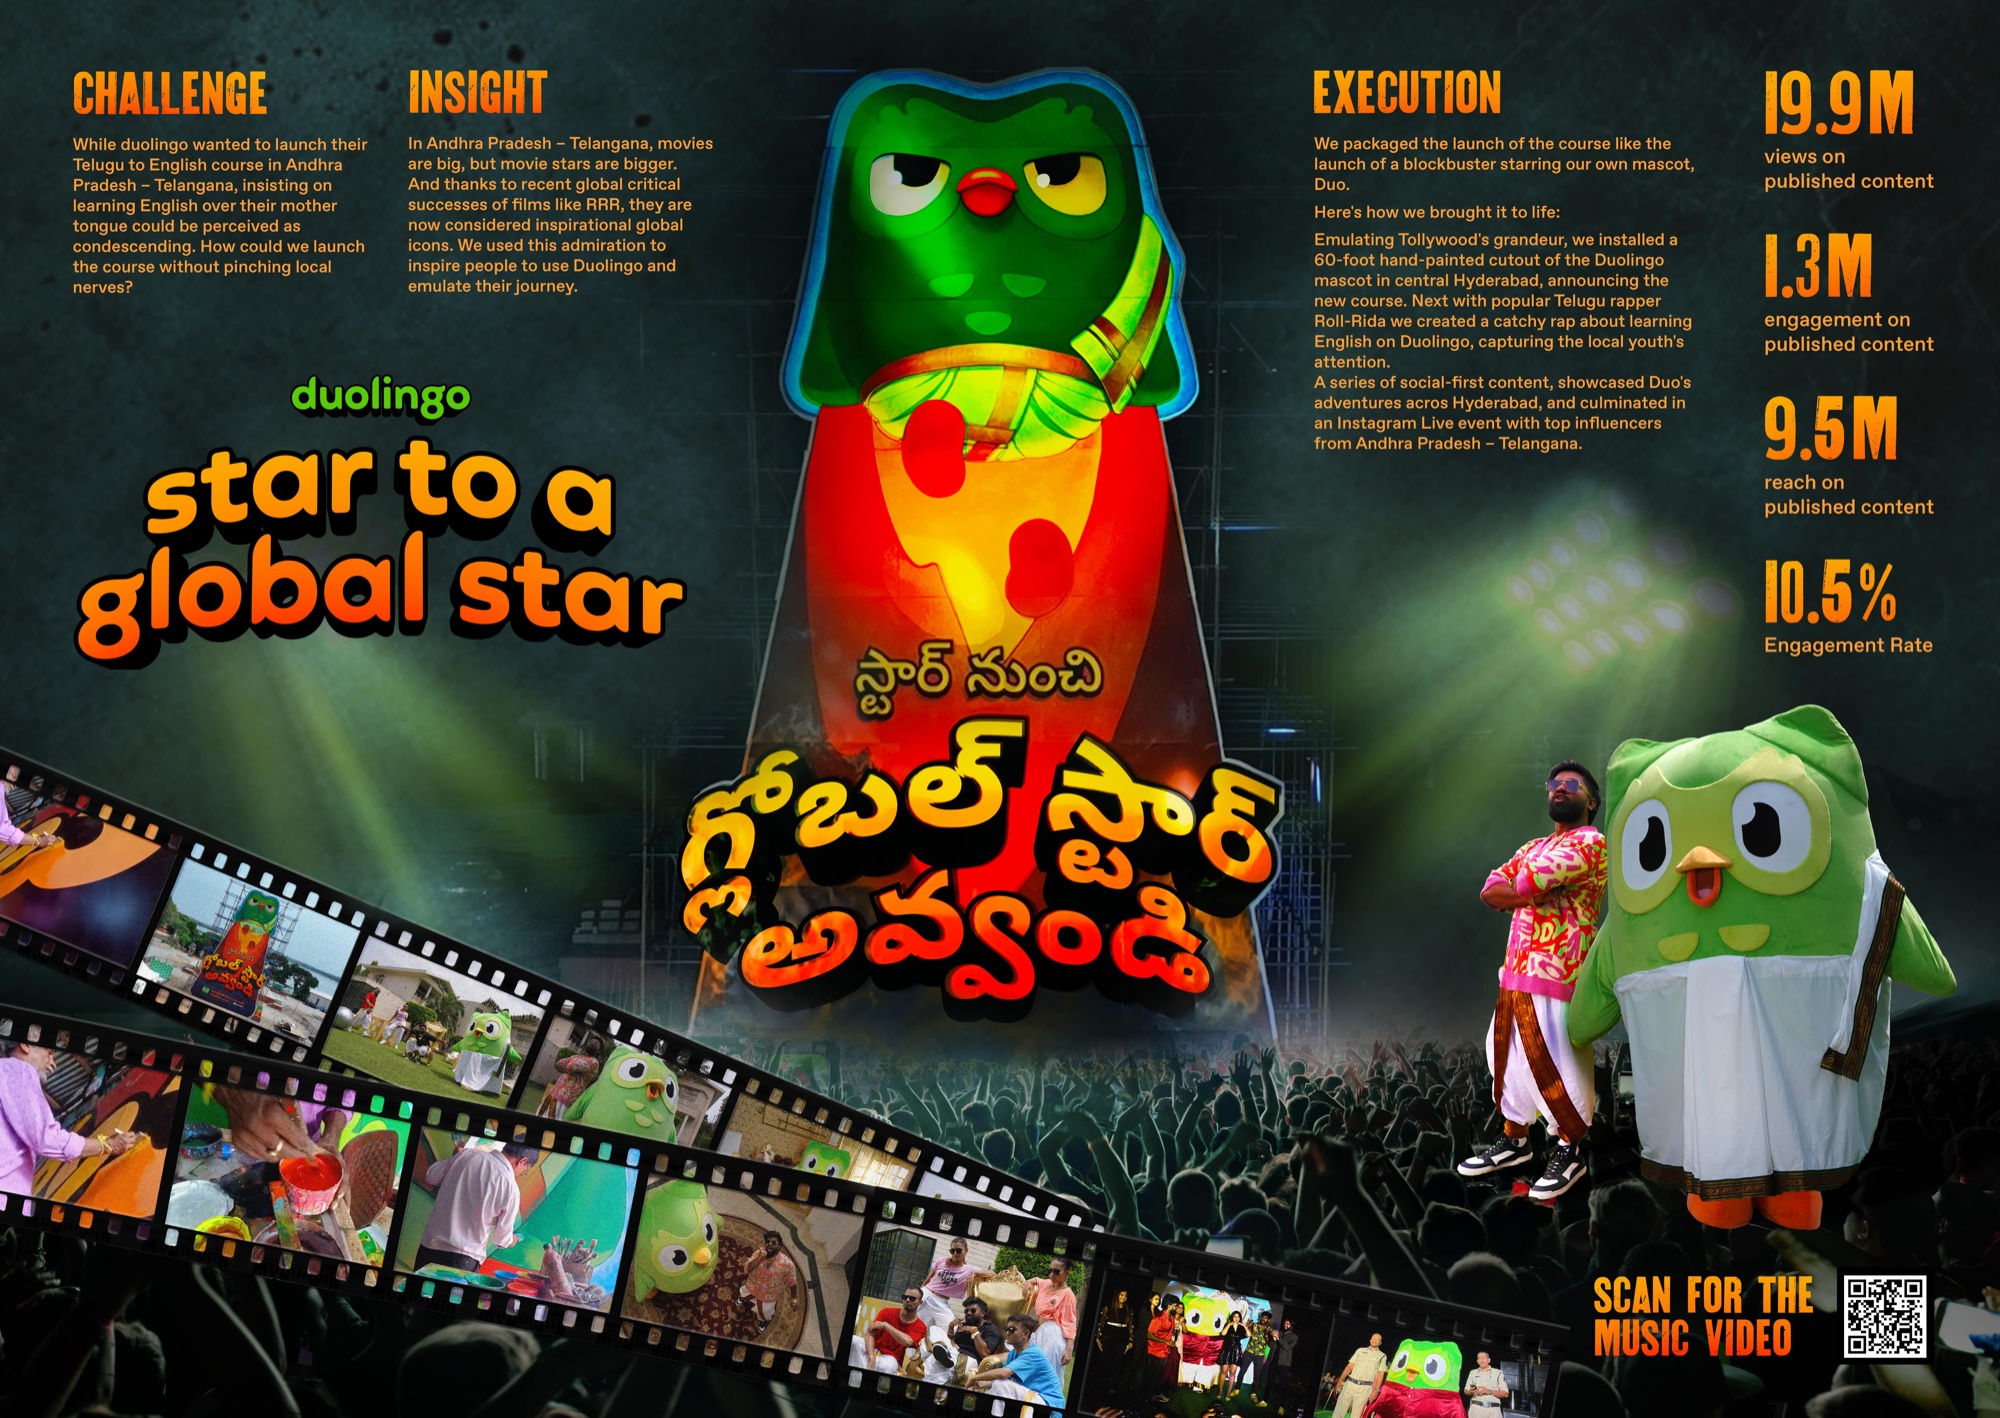 CHALLENGE
While duolingo wanted to launch their
Telugu to English course in Andhra
Pradesh – Telangana, insisting on
learning English over their mother
tongue could be perceived as
condescending. How could we launch
the course without pinching local
nerves?
INSIGHT
In Andhra Pradesh – Telangana, movies
are big, but movie stars are bigger.
And thanks to recent global critical
successes of films like RRR, they are
now considered inspirational global
icons. We used this admiration to
inspire people to use Duolingo and
emulate their journey.
duolingo
star to a
global star
స్టార్ నుంచి
గ్లోబల్ స్టార్
అవ్వండి
EXECUTION
We packaged the launch of the course like the
launch of a blockbuster starring our own mascot,
Duo.
Here's how we brought it to life:
Emulating Tollywood's grandeur, we installed a
60-foot hand-painted cutout of the Duolingo
mascot in central Hyderabad, announcing the
new course. Next with popular Telugu rapper
Roll-Rida we created a catchy rap about learning
English on Duolingo, capturing the local youth's
attention.
A series of social-first content, showcased Duo's
adventures acros Hyderabad, and culminated in
an Instagram Live event with top influencers
from Andhra Pradesh – Telangana.
19.9M
views on
published content
1.3M
engagement on
published content
9.5M
reach on
published content
10.5%
Engagement Rate
గ్లోబల్ స్టార్
అవ్వండి
SCAN FOR THE
MUSIC VIDEO